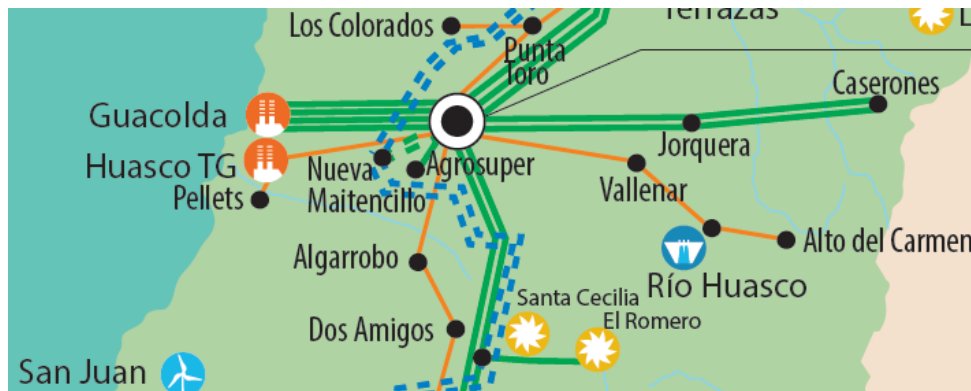 Terrazas
Los Colorados
Punta
Toro
Caserones
Guacolda
Jorquera
Huasco TG
Nueva
Maitencillo
Agrosuper
Vallenar
Pellets
Alto del Carmen
Algarrobo
Río Huasco
Santa Cecilia
El Romero
Dos Amigos
San Juan